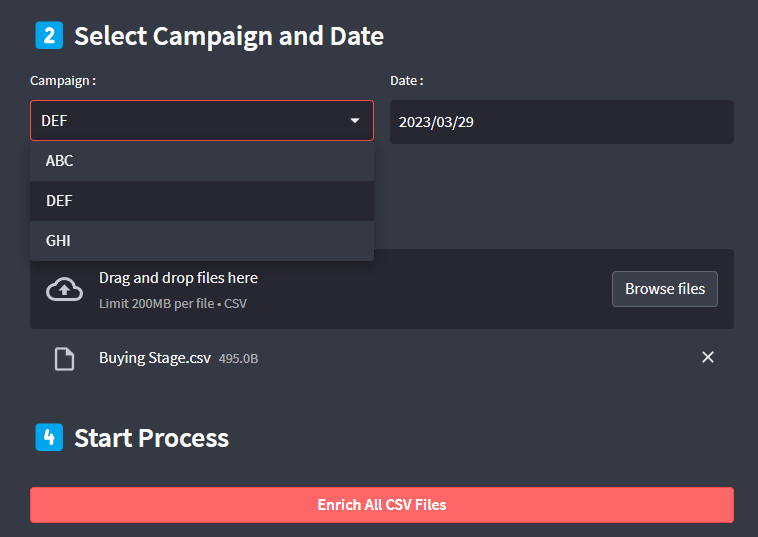 2 Select Campaign and Date
Campaign :
Date :
DEF
2023/03/29
ABC
DEF
GHI
Drag and drop files here
Limit 200MB per file • CSV
Browse files
Buying Stage.csv 495.0B
4 Start Process
Enrich All CSV Files